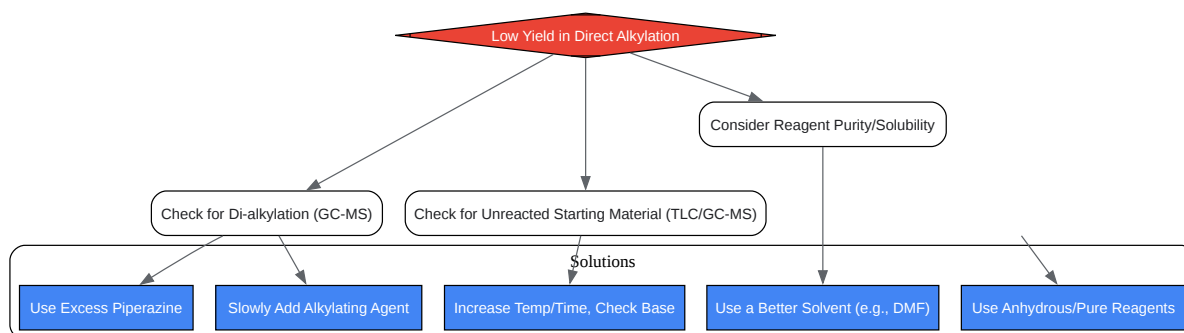 Low Yield in Direct Alkylation
Consider Reagent Purity/Solubility
Check for Di-alkylation (GC-MS)
Check for Unreacted Starting Material (TLC/GC-MS)
Solutions
Use Excess Piperazine
Slowly Add Alkylating Agent
Increase Temp/Time, Check Base
Use a Better Solvent (e.g., DMF)
Use Anhydrous/Pure Reagents